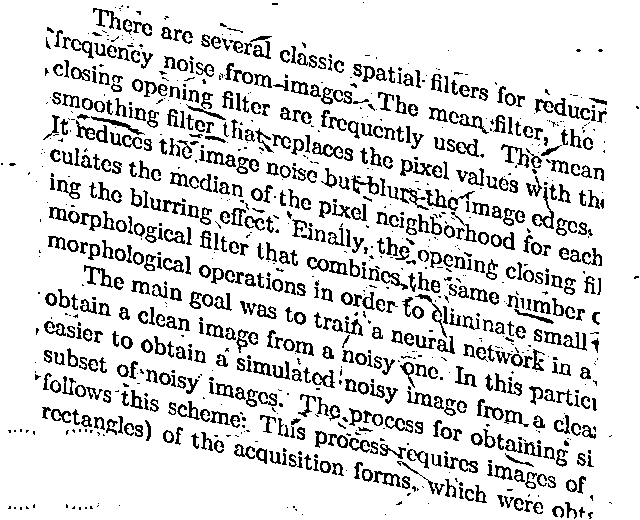 There are several classic spatial filters for reducin
frequency noise from images. The mean filter, the
closing opening filter are frequently used. The mean
smoothing filter that replaces the pixel values with the
It reduces the image noise but blurs the image edges.
culates the median of the pixel neighborhood for each
ing the blurring effect. Finally, the opening closing fil
morphological filter that combines the same number o
morphological operations in order to eliminate small
The main goal was to train a neural network in a
obtain a clean image from a noisy one. In this particu
easier to obtain a simulated noisy image from a clea
subset of noisy images. The process for obtaining si
follows this scheme: This process requires images of
rectangles) of the acquisition forms, which were obta